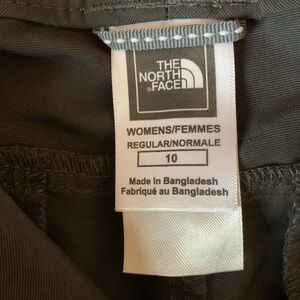 THE
NORTH
FACE
WOMENS/FEMMES
REGULAR/NORMALE
10
Made in Bangladesh
Fabriqué au Bangladesh